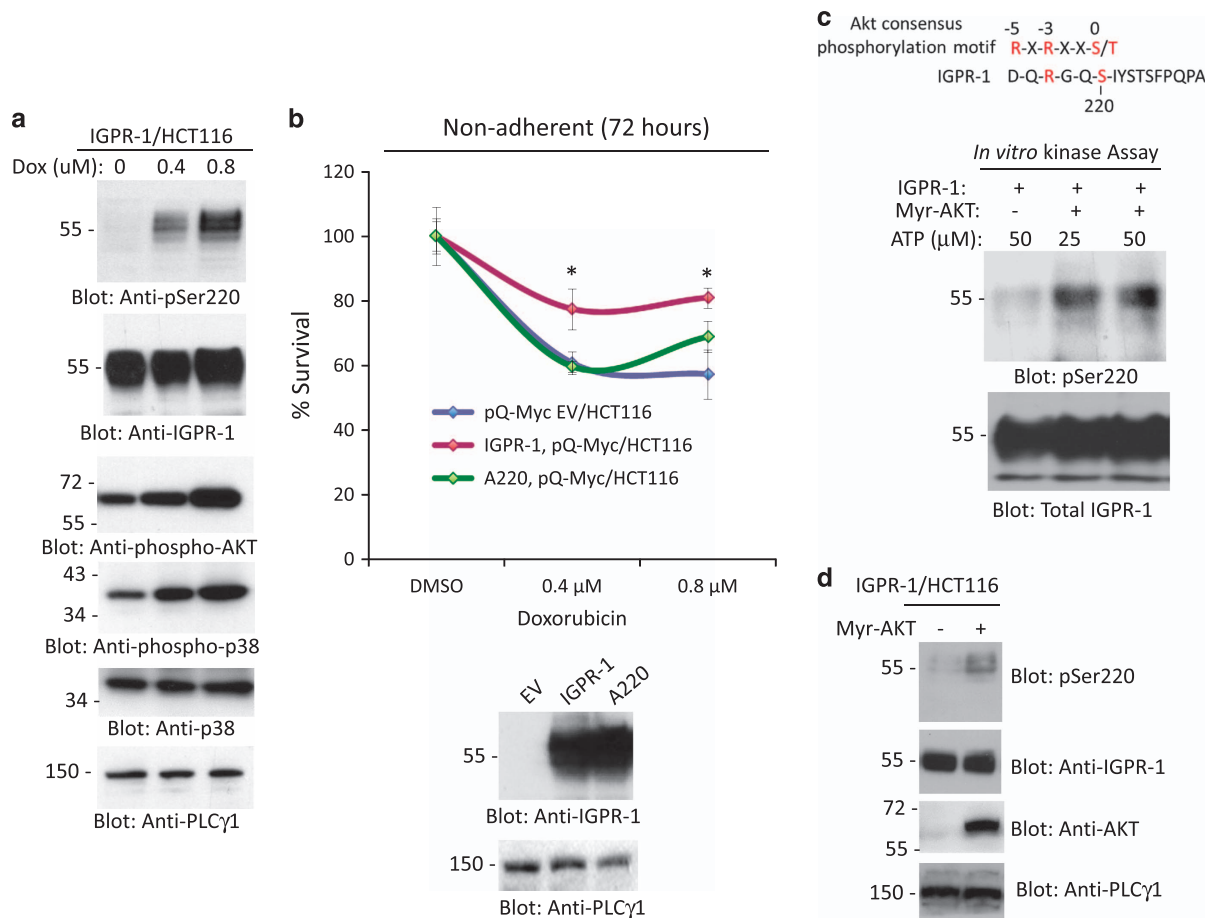 a
IGPR-1/HCT116
Dox (uM): 0 0.4 0.8
55 -
Blot: Anti-pSer220
55 -
Blot: Anti-IGPR-1
72 -
55 -
Blot: Anti-phospho-AKT
43 -
34 -
Blot: Anti-phospho-p38
34 -
Blot: Anti-p38
150 -
Blot: Anti-PLCγ1
b
Non-adherent (72 hours)
% Survival
120
100
80
60
40
20
0
* *
pQ-Myc EV/HCT116
IGPR-1, pQ-Myc/HCT116
A220, pQ-Myc/HCT116
DMSO 0.4 µM 0.8 µM
Doxorubicin
EV IGPR-1 A220
55 -
Blot: Anti-IGPR-1
150 -
Blot: Anti-PLCγ1
c
Akt consensus
phosphorylation motif
-5 -3 0
R-X-R-X-X-S/T
IGPR-1 D-Q-R-G-Q-S-IYSTSFPQPA
220
In vitro kinase Assay
IGPR-1: + + +
Myr-AKT: - + +
ATP (µM): 50 25 50
55 -
Blot: pSer220
55 -
Blot: Total IGPR-1
d
IGPR-1/HCT116
Myr-AKT - +
55 -
Blot: pSer220
55 -
Blot: Anti-IGPR-1
72 -
55 -
Blot: Anti-AKT
150 -
Blot: Anti-PLCγ1